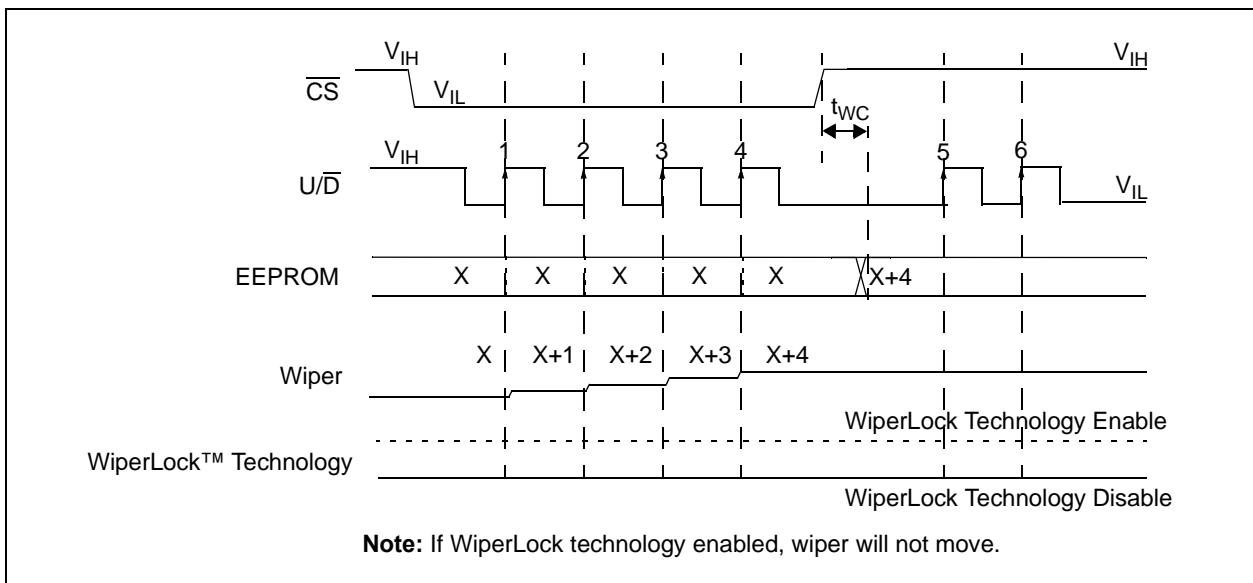 V_IH
V_IH
C̅S̅
V_IL
t_WC
V_IH
1 2 3 4 5 6
U/D̅
V_IL
EEPROM
X X X X X X+4
X X+1 X+2 X+3 X+4
Wiper
WiperLock Technology Enable
WiperLock™ Technology
WiperLock Technology Disable
Note: If WiperLock technology enabled, wiper will not move.